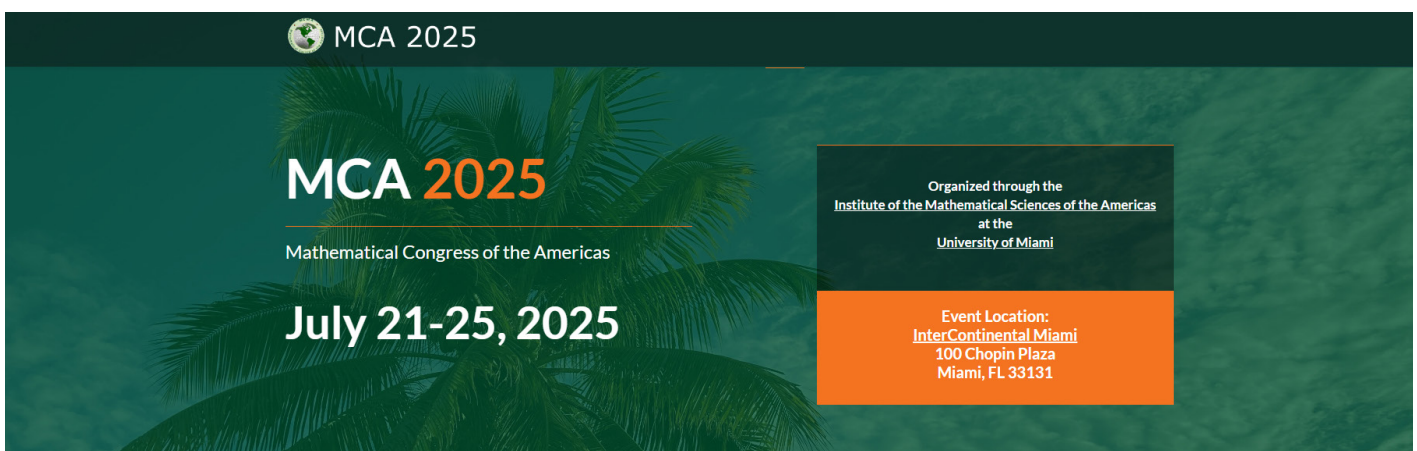 MCA 2025
MCA 2025
Mathematical Congress of the Americas
July 21-25, 2025
Organized through the
Institute of the Mathematical Sciences of the Americas
at the
University of Miami
Event Location:
InterContinental Miami
100 Chopin Plaza
Miami, FL 33131